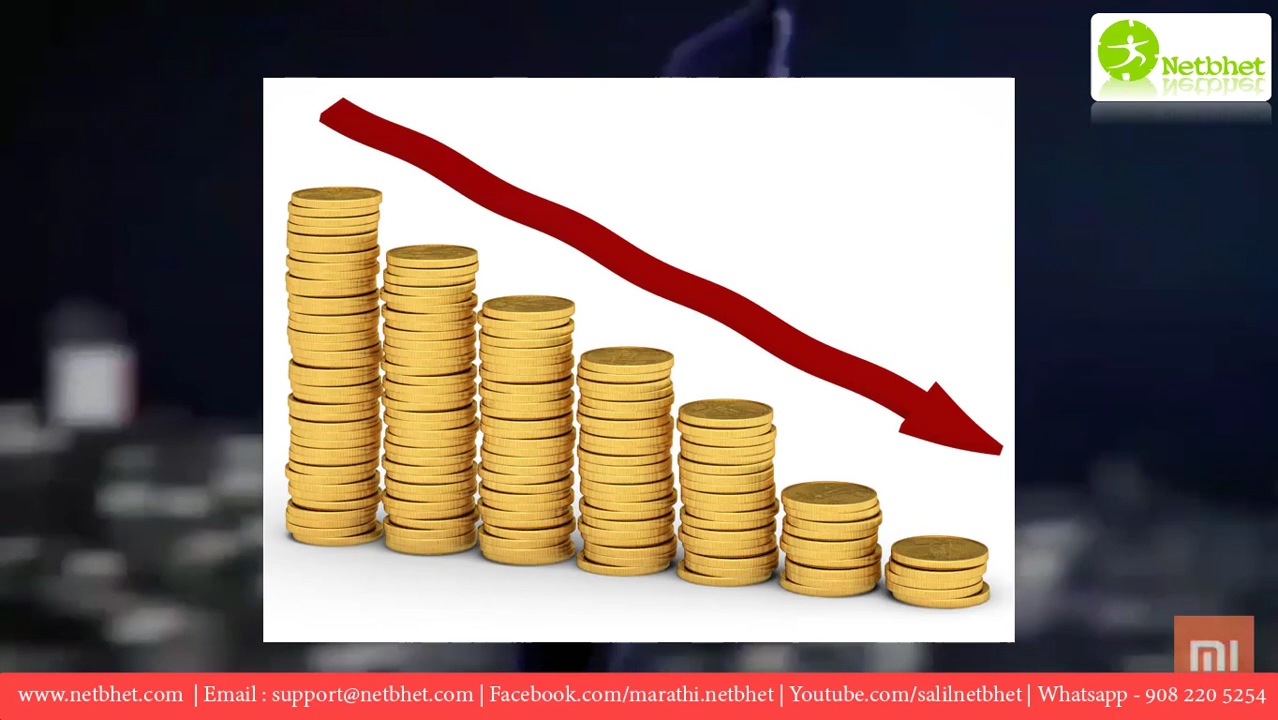 Netbhet
mi
www.netbhet.com | Email : support@netbhet.com | Facebook.com/marathi.netbhet | Youtube.com/salilnetbhet | Whatsapp - 908 220 5254